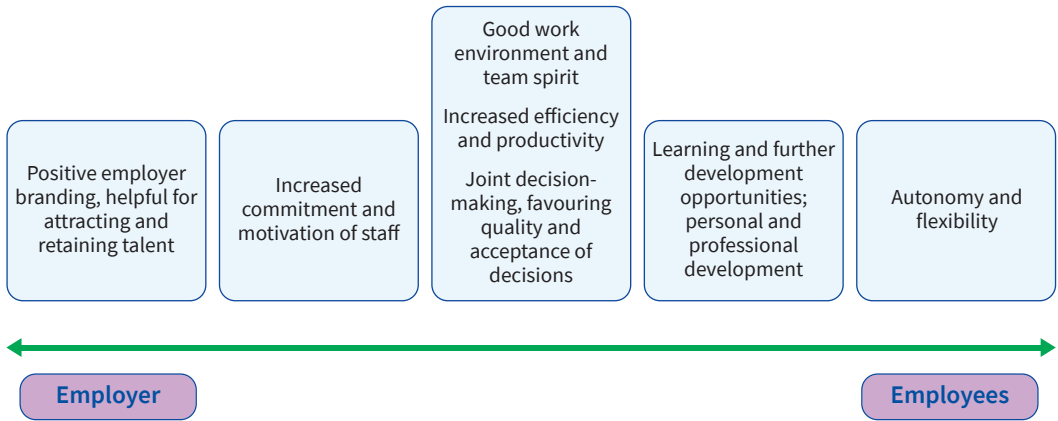 Positive employer
branding, helpful for
attracting and
retaining talent
Increased
commitment and
motivation of staff
Good work
environment and
team spirit
Increased efficiency
and productivity
Joint decision-
making, favouring
quality and
acceptance of
decisions
Learning and further
development
opportunities;
personal and
professional
development
Autonomy and
flexibility
Employer
Employees